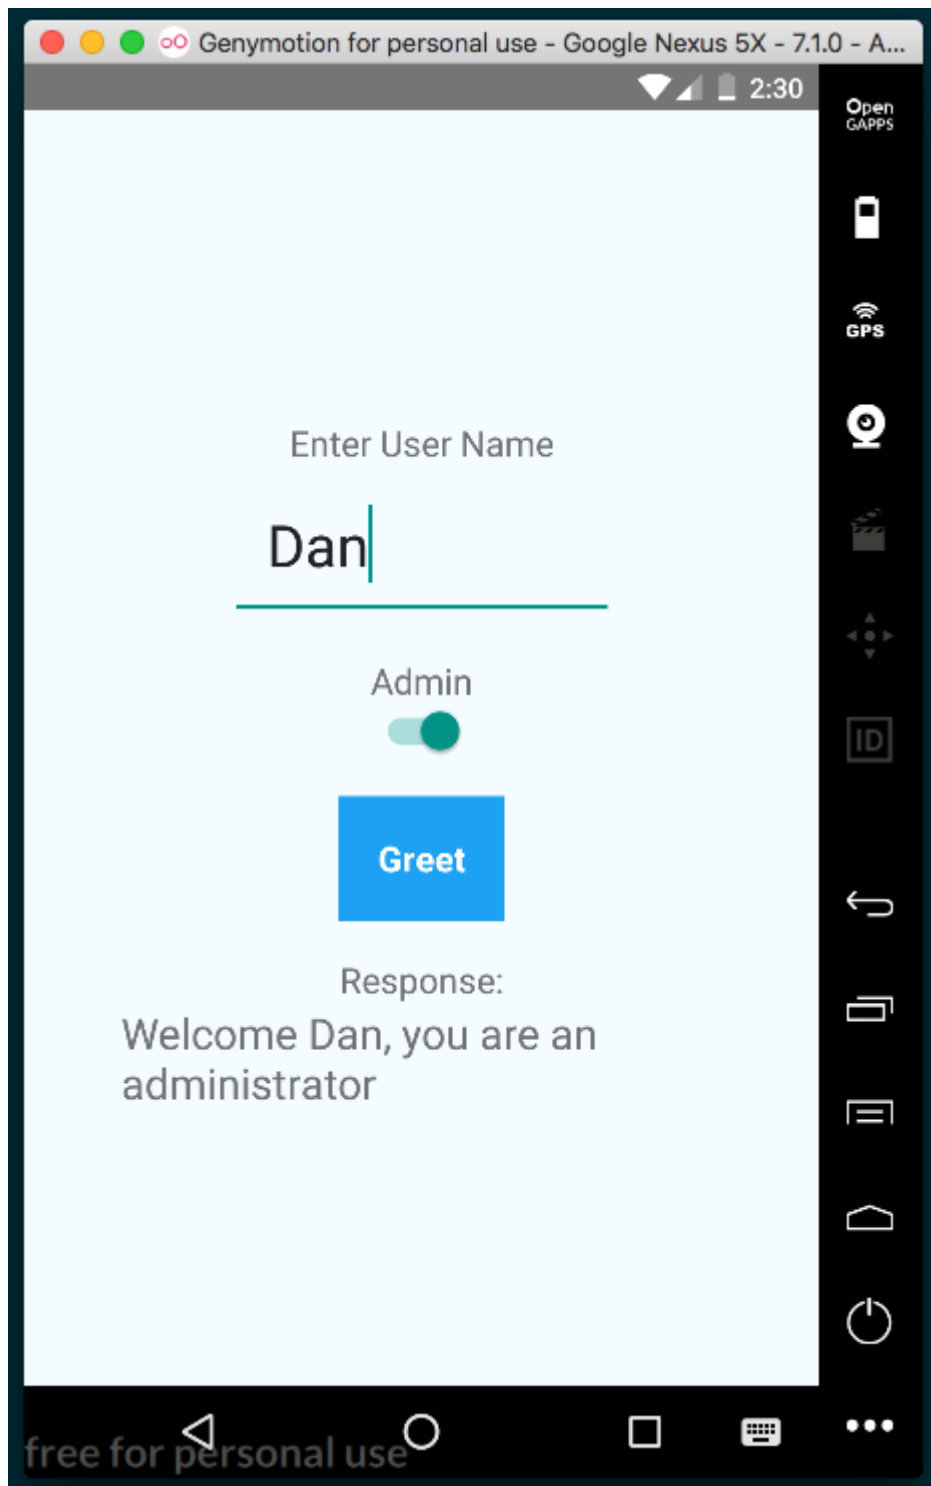 Genymotion for personal use - Google Nexus 5X - 7.1.0 - A...
2:30
Open
GAPPS
GPS
Enter User Name
Dan
Admin
ID
Greet
Response:
Welcome Dan, you are an
administrator
free for personal use